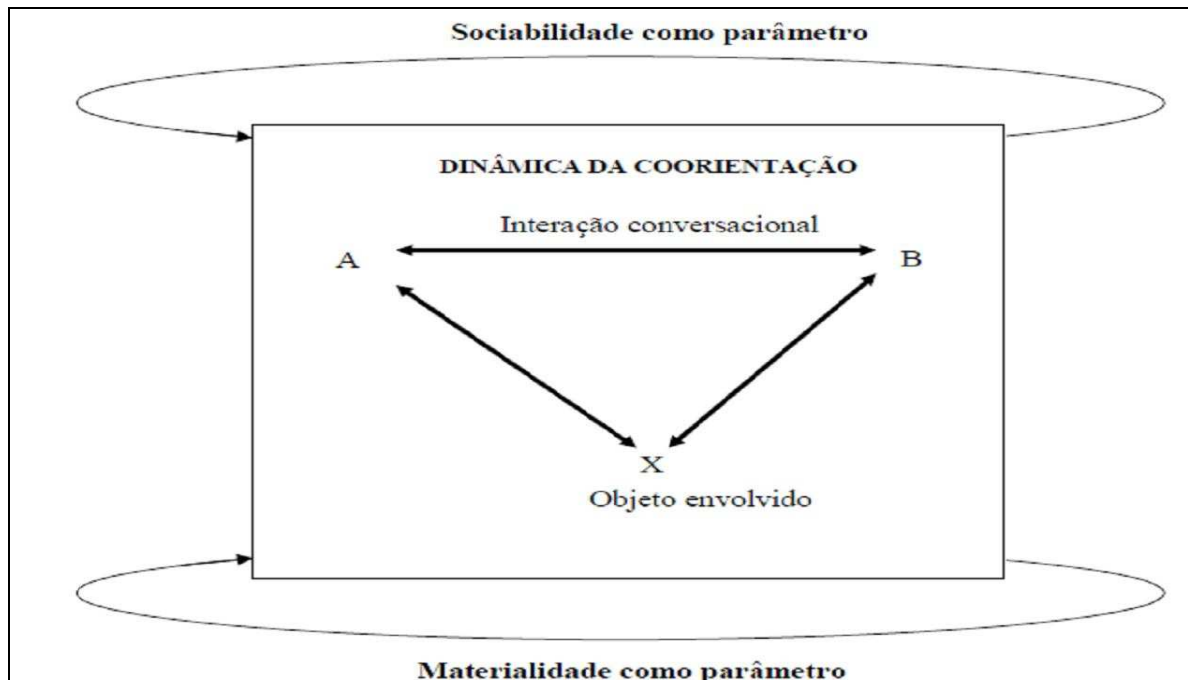 Sociabilidade como parâmetro
DINÂMICA DA COORIENTAÇÃO
Interação conversacional
A
B
X
Objeto envolvido
Materialidade como parâmetro